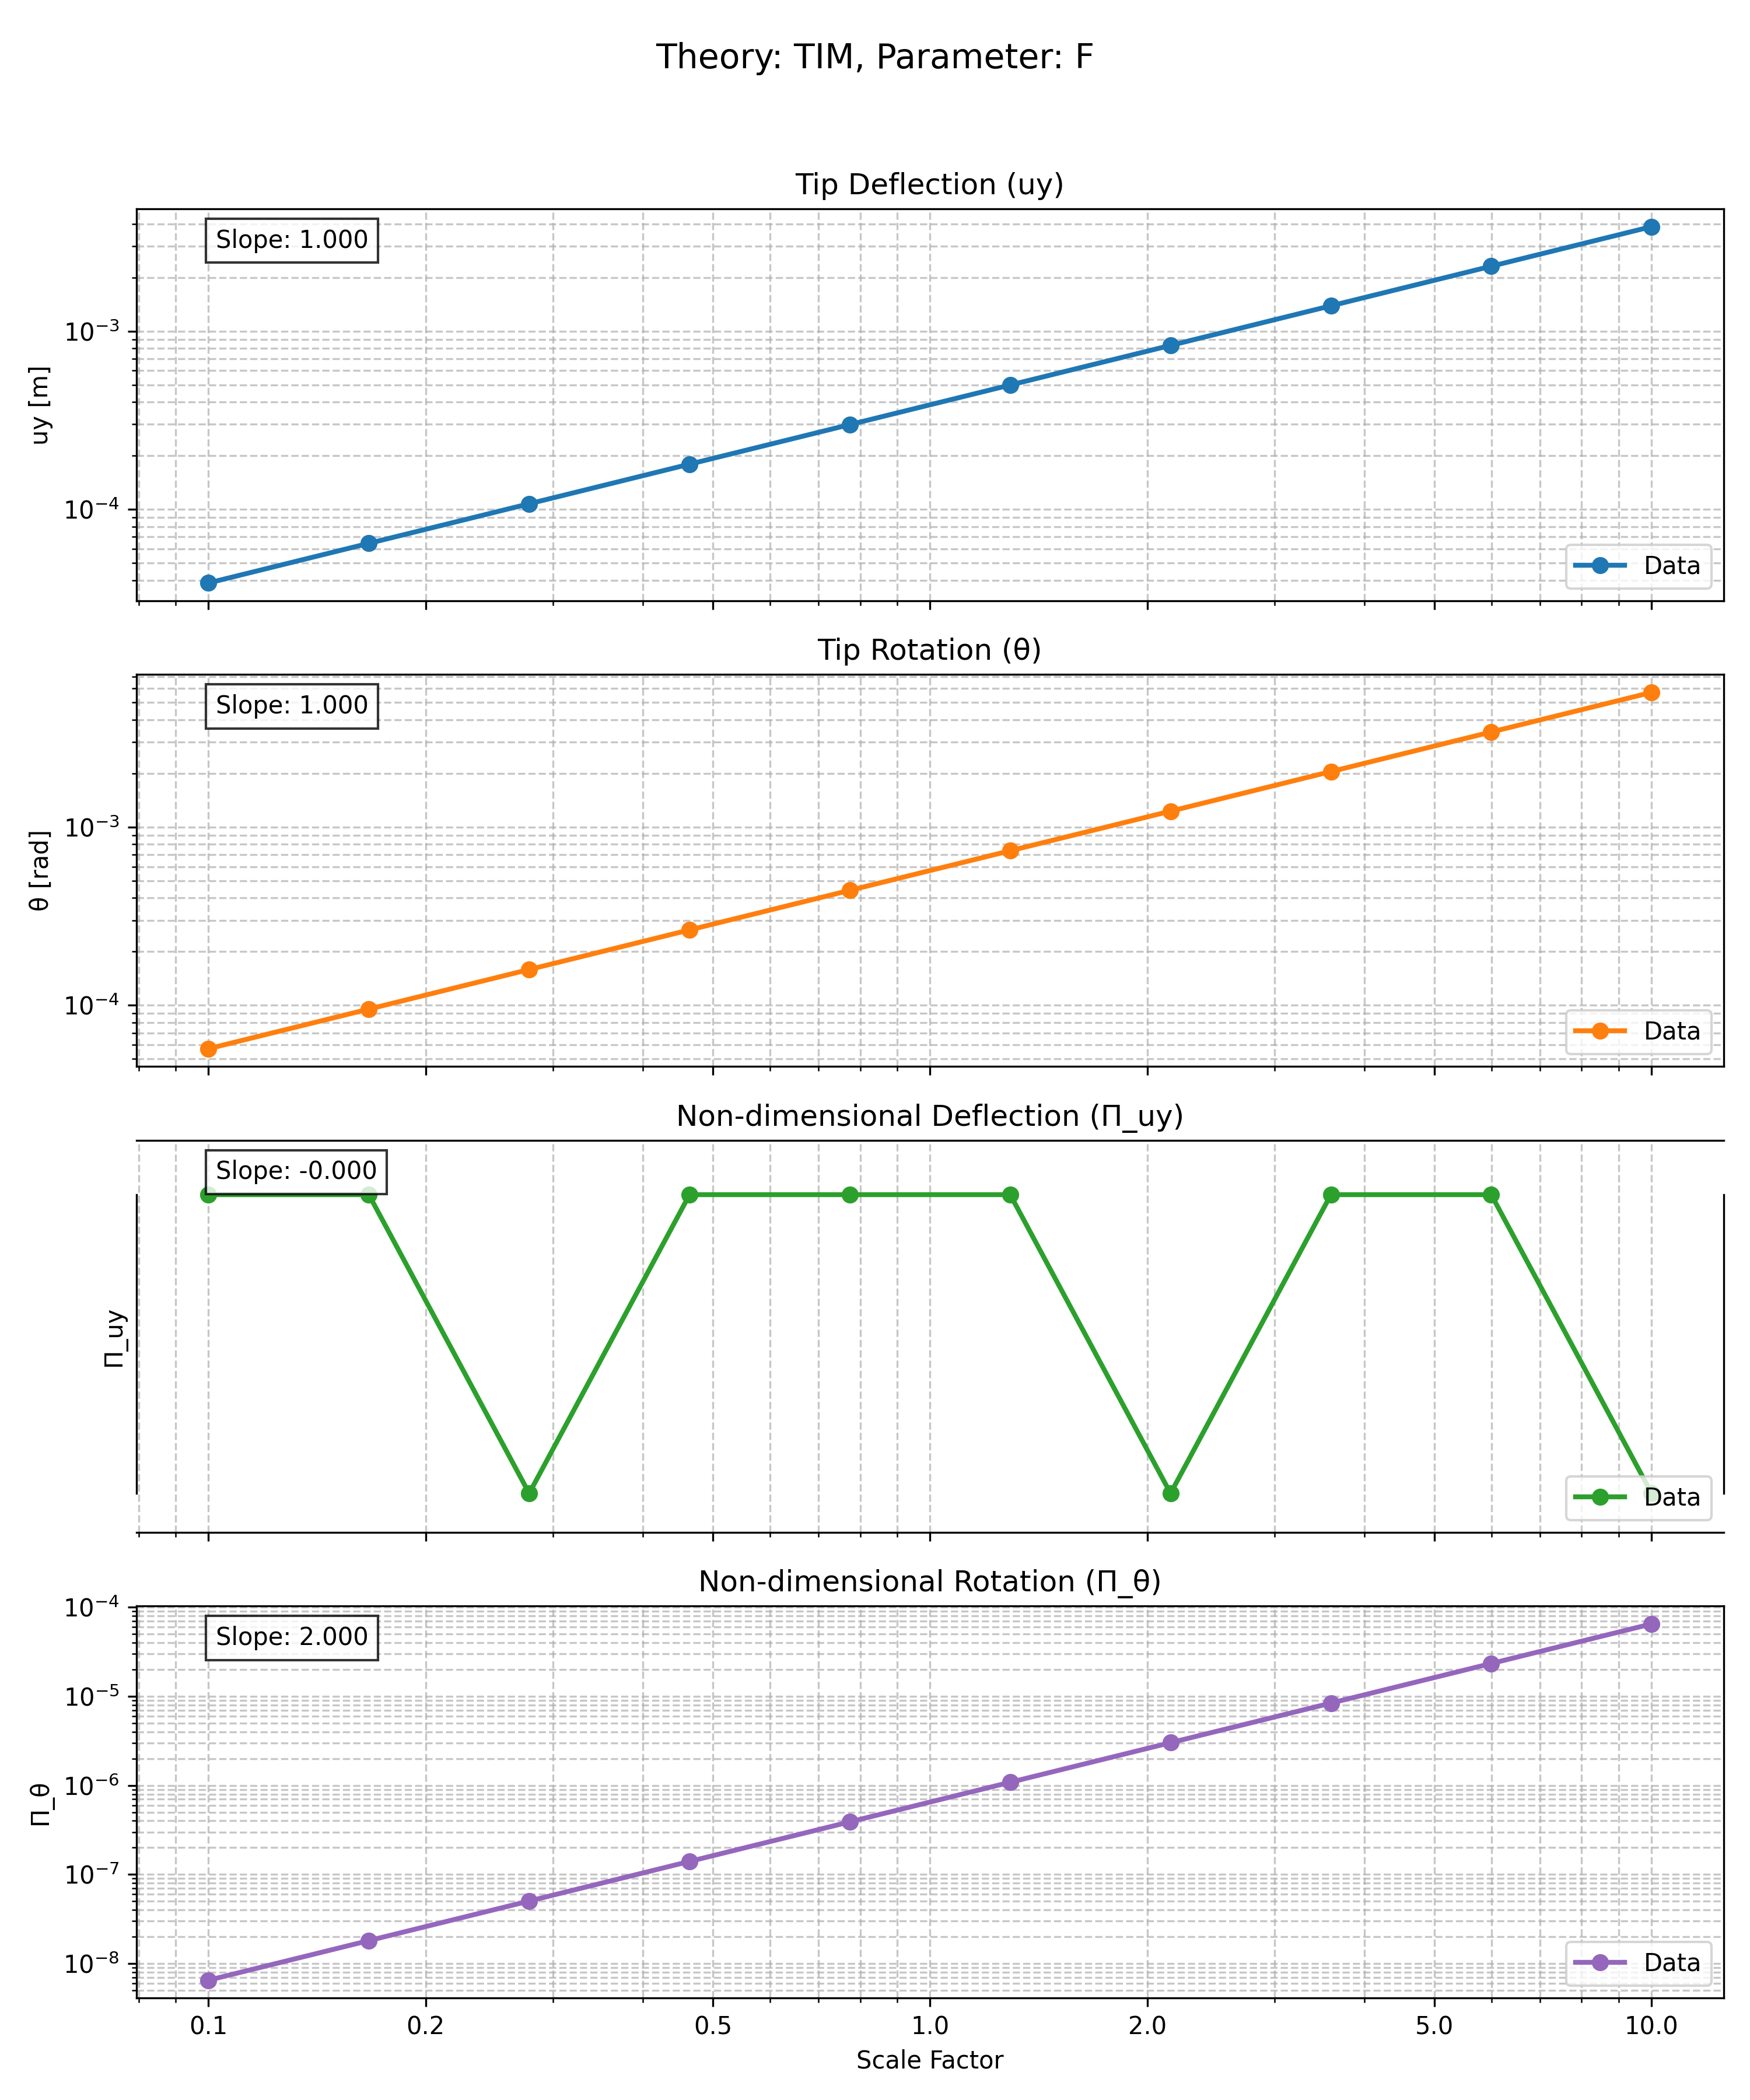 Theory: TIM, Parameter: F
Tip Deflection (uy)
Slope: 1.000
10⁻³
10⁻⁴
uy [m]
Data
Tip Rotation (θ)
Slope: 1.000
10⁻³
10⁻⁴
θ [rad]
Data
Non-dimensional Deflection (Π_uy)
Slope: -0.000
Π_uy
Data
Non-dimensional Rotation (Π_θ)
Slope: 2.000
10⁻⁴
10⁻⁵
10⁻⁶
10⁻⁷
10⁻⁸
Π_θ
Data
0.1 0.2 0.5 1.0 2.0 5.0 10.0
Scale Factor